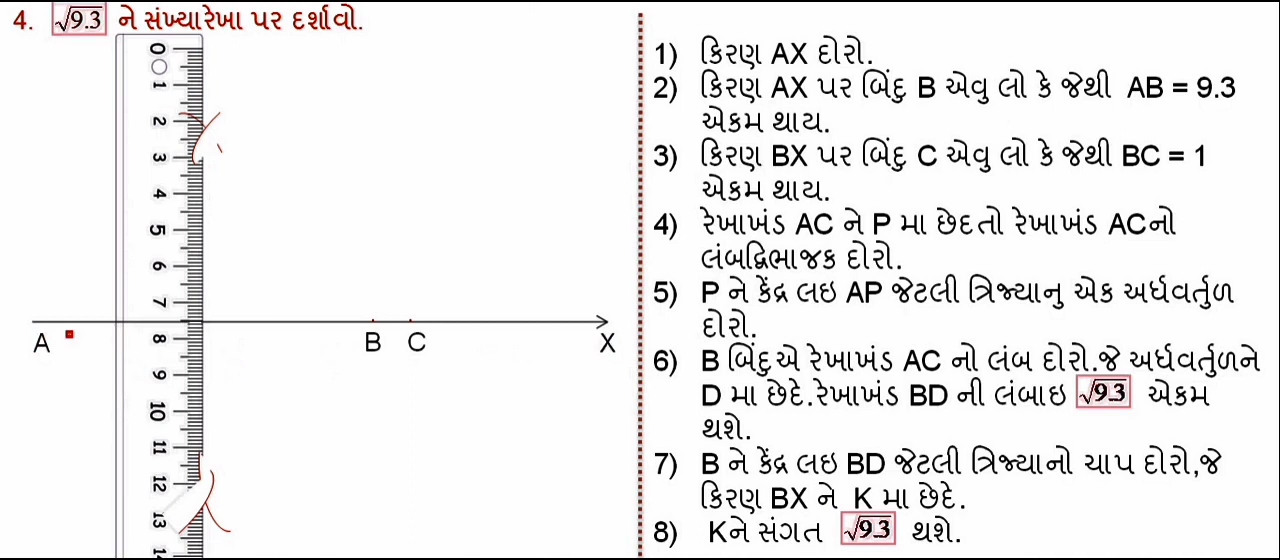 4. √9.3 ને સંખ્યારેખા પર દર્શાવો.
0
1
2
3
4
5
6
7
8
9
10
11
12
13
A B C X
1) કિરણ AX દોરો.
2) કિરણ AX પર બિંદુ B એવુ લો કે જેથી AB = 9.3
એકમ થાય.
3) કિરણ BX પર બિંદુ C એવુ લો કે જેથી BC = 1
એકમ થાય.
4) રેખાખંડ AC ને P મા છેદતો રેખાખંડ ACનો
લંબદ્વિભાજક દોરો.
5) P ને કેંદ્ર લઇ AP જેટલી ત્રિજ્યાનુ એક અર્ધવર્તુળ
દોરો.
6) B બિંદુએ રેખાખંડ AC નો લંબ દોરો.જે અર્ધવર્તુળને
D મા છેદે.રેખાખંડ BD ની લંબાઇ √9.3 એકમ
થશે.
7) B ને કેંદ્ર લઇ BD જેટલી ત્રિજ્યાનો ચાપ દોરો,જે
કિરણ BX ને K મા છેદે.
8) Kને સંગત √9.3 થશે.